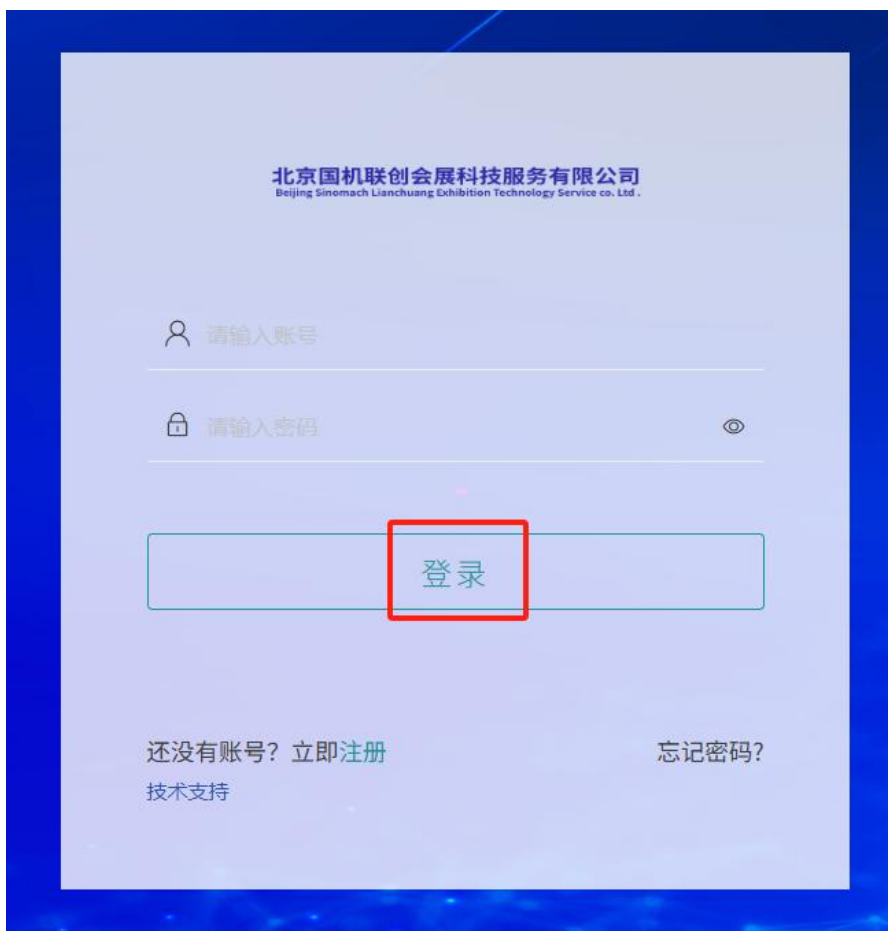 北京国机联创会展科技服务有限公司
Beijing Sinomach Lianchuang Exhibition Technology Service co. Ltd .
请输入账号
请输入密码
登录
还没有账号？立即注册 忘记密码?
技术支持